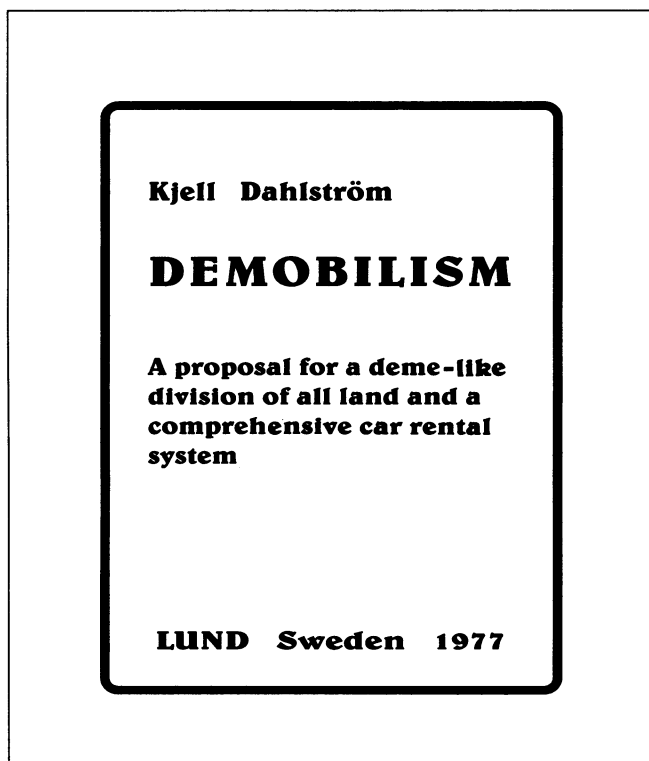 Kjell Dahlström
DEMOBILISM
A proposal for a deme-like
division of all land and a
comprehensive car rental
system
LUND Sweden 1977